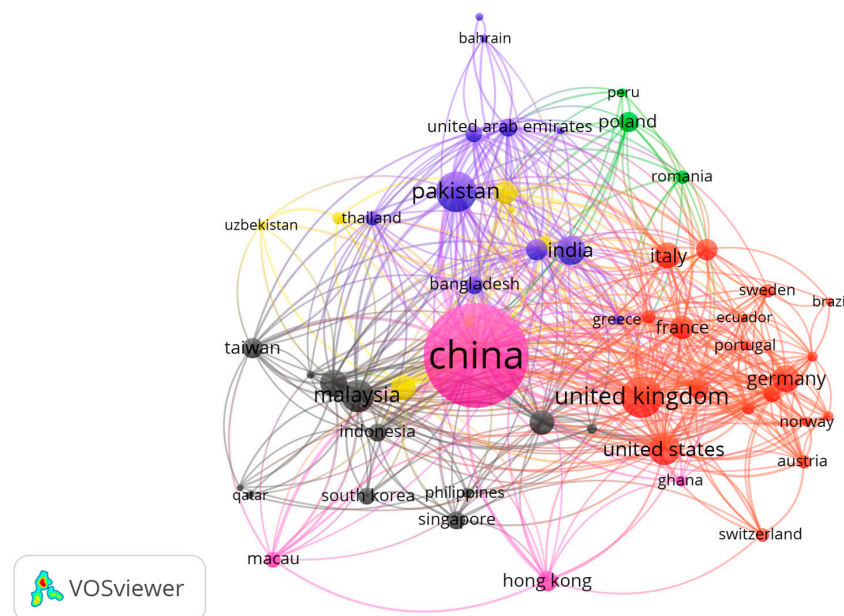 bahrain
peru
united arab emirates
poland
romania
pakistan
uzbekistan
thailand
india
italy
bangladesh
sweden
brazi
greece
ecuador
france
taiwan
china
portugal
germany
malaysia
united kingdom
norway
indonesia
united states
austria
ghana
qatar
south korea
philippines
singapore
switzerland
macau
hong kong
VOSviewer